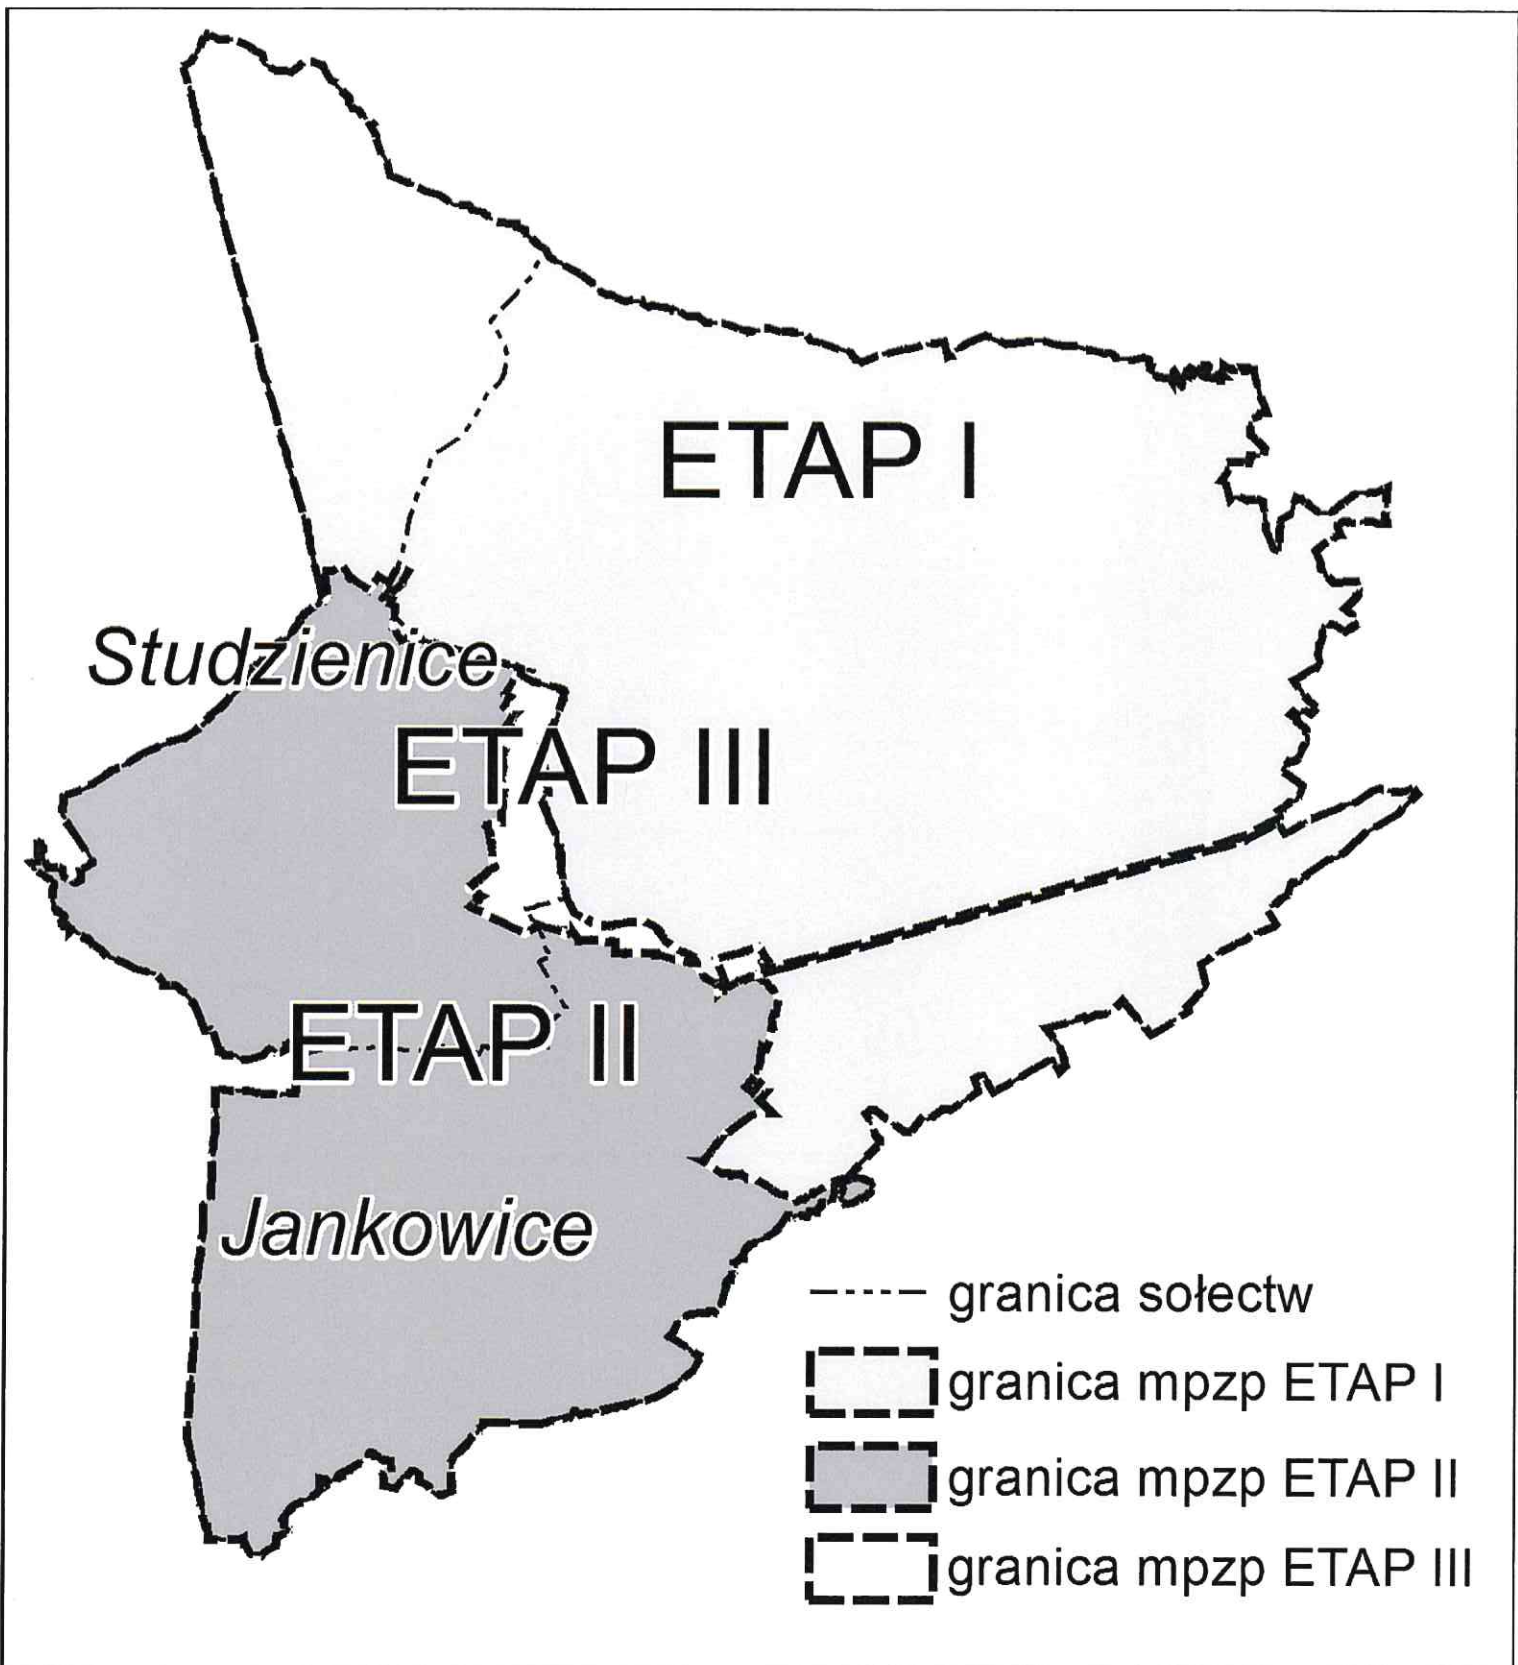 ETAP I
Studzienice
ETAP III
ETAP II
Jankowice
granica sołectw
granica mpzp ETAP I
granica mpzp ETAP II
granica mpzp ETAP III